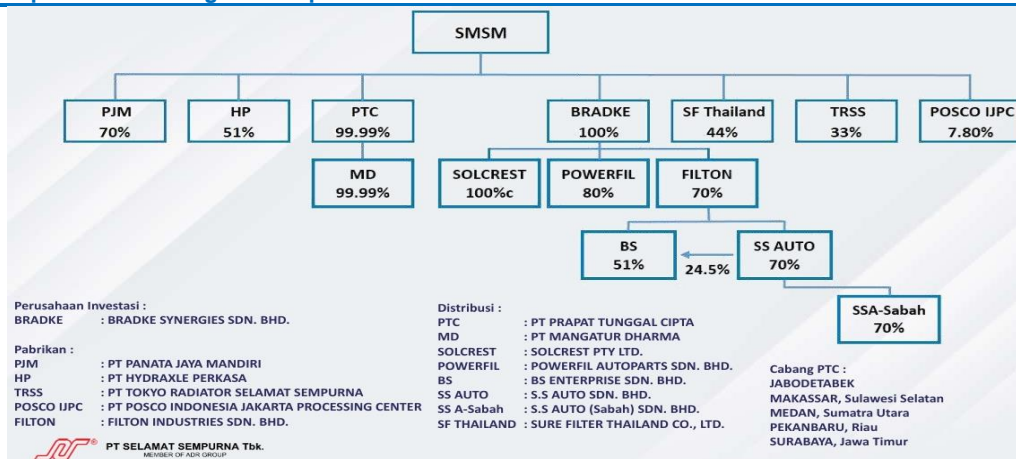 SMSM
PJM
70%
HP
51%
PTC
99.99%
BRADKE
100%
SF Thailand
44%
TRSS
33%
POSCO IJPC
7.80%
MD
99.99%
SOLCREST
100%c
POWERFIL
80%
FILTON
70%
BS
51%
24.5%
SS AUTO
70%
SSA-Sabah
70%
Perusahaan Investasi :
BRADKE : BRADKE SYNERGIES SDN. BHD.
Pabrikan :
PJM : PT PANATA JAYA MANDIRI
HP : PT HYDRAXLE PERKASA
TRSS : PT TOKYO RADIATOR SELAMAT SEMPURNA
POSCO IJPC : PT POSCO INDONESIA JAKARTA PROCESSING CENTER
FILTON : FILTON INDUSTRIES SDN. BHD.
Distribusi :
PTC : PT PRAPAT TUNGGAL CIPTA
MD : PT MANGATUR DHARMA
SOLCREST : SOLCREST PTY LTD.
POWERFIL : POWERFIL AUTOPARTS SDN. BHD.
BS : BS ENTERPRISE SDN. BHD.
SS AUTO : S.S AUTO SDN. BHD.
SS A-Sabah : S.S AUTO (Sabah) SDN. BHD.
SF THAILAND : SURE FILTER THAILAND CO., LTD.
Cabang PTC :
JABODETABEK
MAKASSAR, Sulawesi Selatan
MEDAN, Sumatra Utara
PEKANBARU, Riau
SURABAYA, Jawa Timur
PT SELAMAT SEMPURNA Tbk.
MEMBER OF ADR GROUP